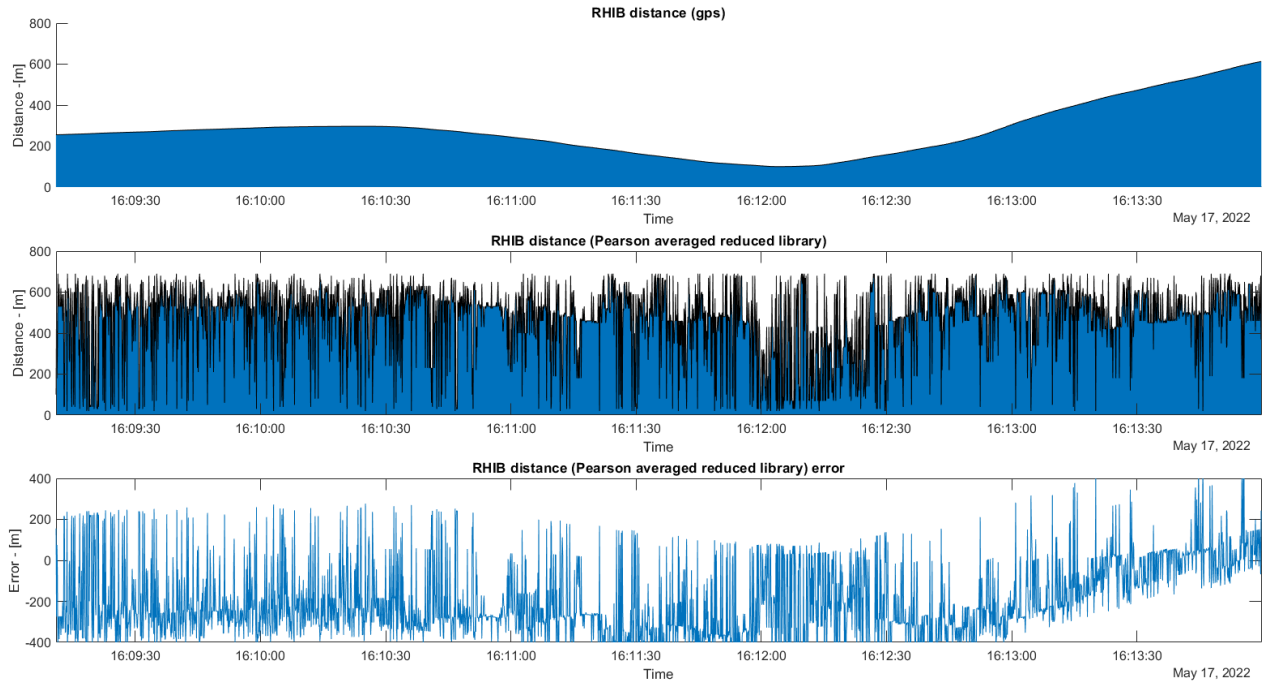 RHIB distance (gps)
Distance -[m]
800
600
400
200
0
16:09:30 16:10:00 16:10:30 16:11:00 16:11:30 16:12:00 16:12:30 16:13:00 16:13:30
Time
May 17, 2022
RHIB distance (Pearson averaged reduced library)
Distance - [m]
800
600
400
200
0
16:09:30 16:10:00 16:10:30 16:11:00 16:11:30 16:12:00 16:12:30 16:13:00 16:13:30
Time
May 17, 2022
RHIB distance (Pearson averaged reduced library) error
Error - [m]
400
200
0
-200
-400
16:09:30 16:10:00 16:10:30 16:11:00 16:11:30 16:12:00 16:12:30 16:13:00 16:13:30
Time
May 17, 2022